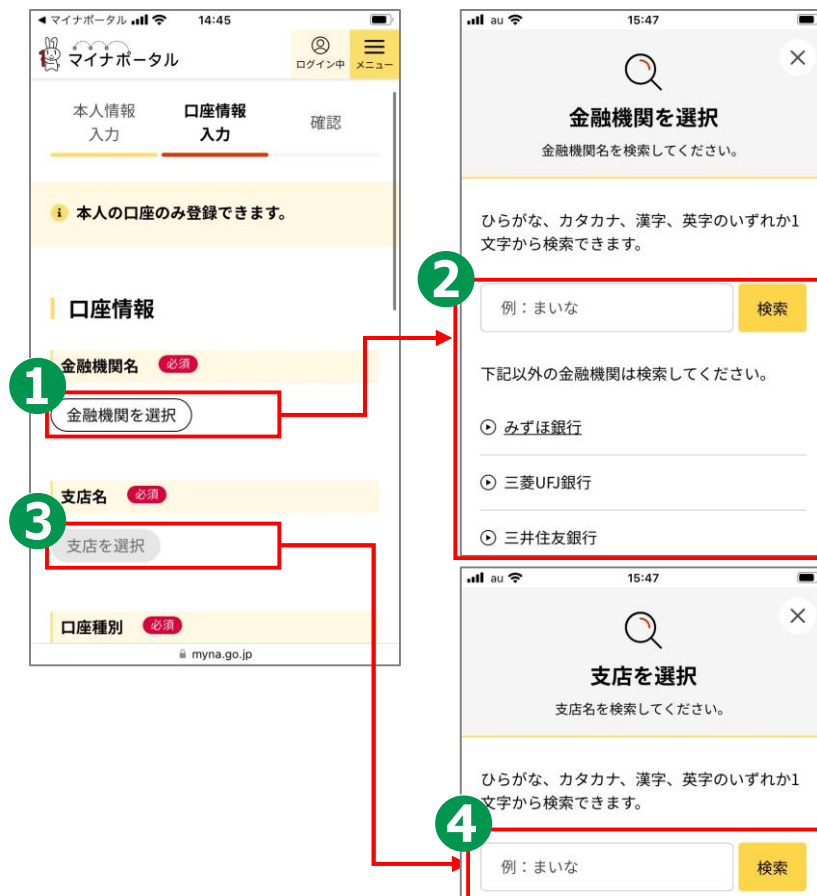 ◀ マイナポータル 14:45
マイナポータル
ログイン中
メニュー
本人情報
入力
口座情報
入力
確認
本人の口座のみ登録できます。
口座情報
金融機関名 必須
1
金融機関を選択
支店名 必須
3
支店を選択
口座種別 必須
myna.go.jp
au 15:47
金融機関を選択
金融機関名を検索してください。
ひらがな、カタカナ、漢字、英字のいずれか1
文字から検索できます。
2
例：まいな 検索
下記以外の金融機関は検索してください。
みずほ銀行
三菱UFJ銀行
三井住友銀行
au 15:47
支店を選択
支店名を検索してください。
ひらがな、カタカナ、漢字、英字のいずれか1
文字から検索できます。
4
例：まいな 検索